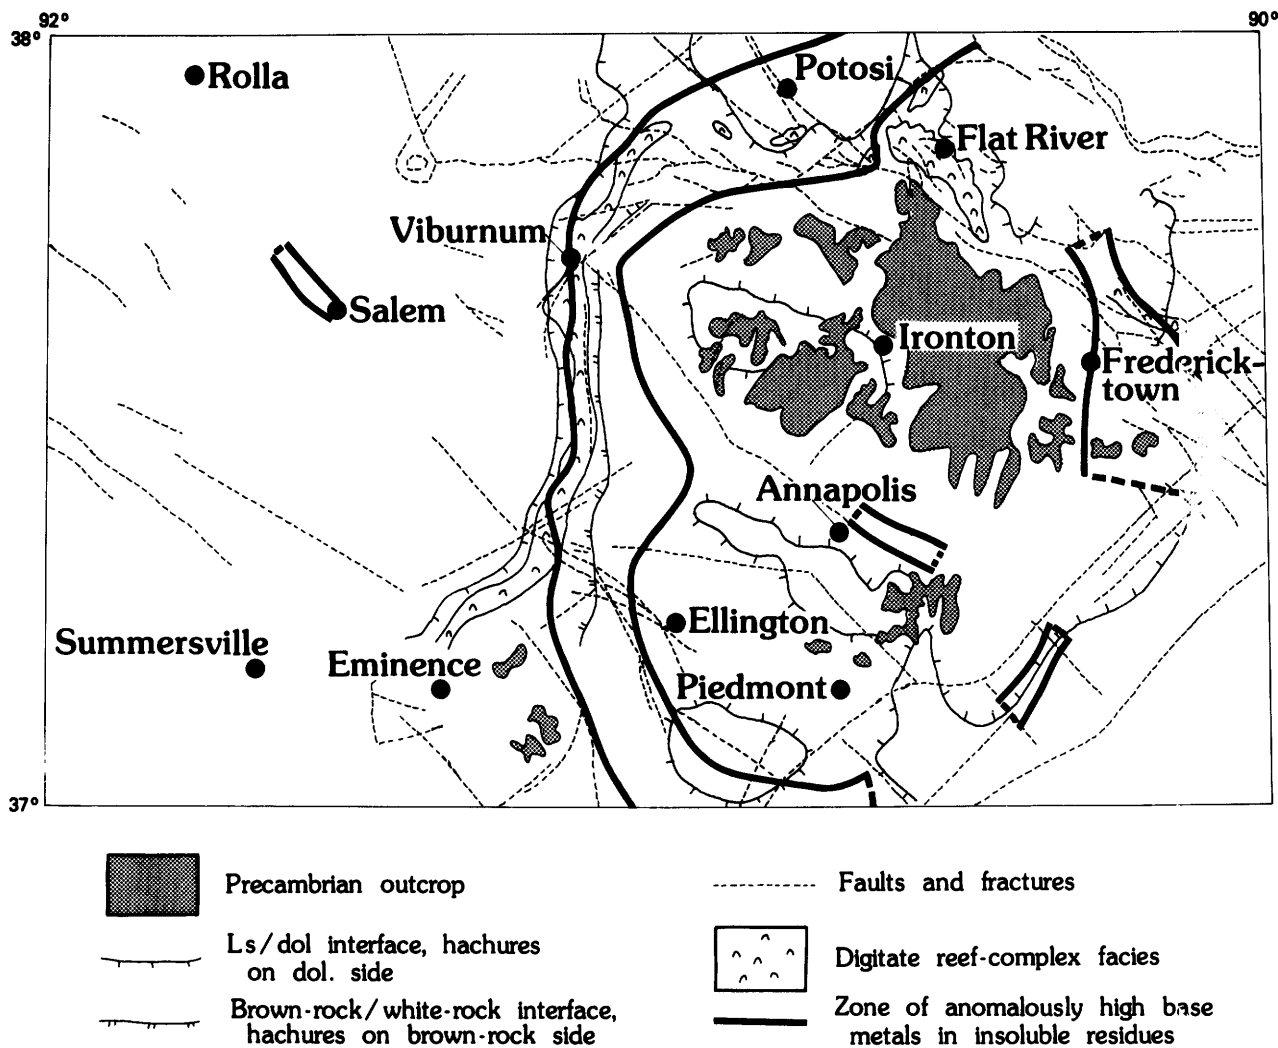 92°
90°
38°
Rolla
Potosi
Flat River
Viburnum
Salem
Ironton
Frederick-
town
Annapolis
Ellington
Summersville
Eminence
Piedmont
37°
Precambrian outcrop
Faults and fractures
Ls/dol interface, hachures
on dol. side
Digitate reef-complex facies
Brown-rock/white-rock interface,
hachures on brown-rock side
Zone of anomalously high base
metals in insoluble residues